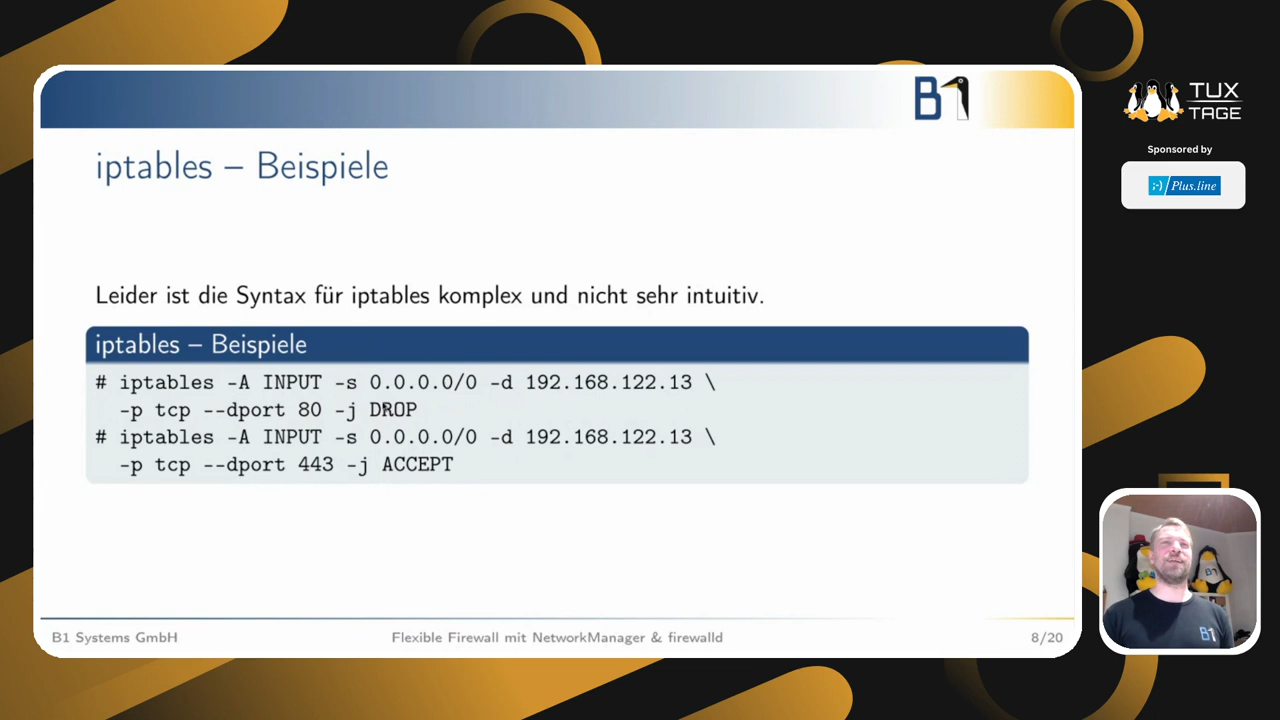 B1
TUX
TAGE
Sponsored by
;-) Plus.line
iptables – Beispiele
Leider ist die Syntax für iptables komplex und nicht sehr intuitiv.
iptables – Beispiele
# iptables -A INPUT -s 0.0.0.0/0 -d 192.168.122.13 \
-p tcp --dport 80 -j DROP
# iptables -A INPUT -s 0.0.0.0/0 -d 192.168.122.13 \
-p tcp --dport 443 -j ACCEPT
B1
B1
B1 Systems GmbH
Flexible Firewall mit NetworkManager & firewalld
8/20